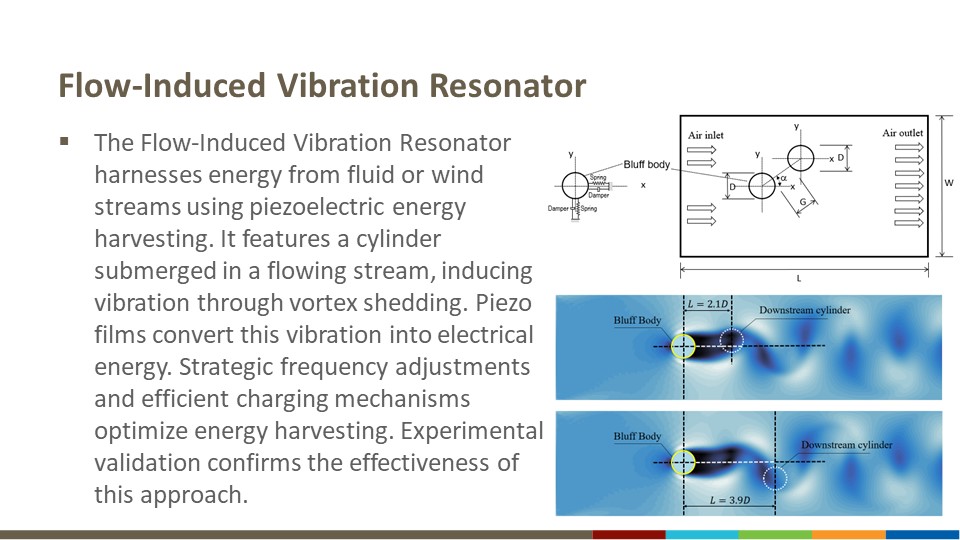 Flow-Induced Vibration Resonator
▪ The Flow-Induced Vibration Resonator
harnesses energy from fluid or wind
streams using piezoelectric energy
harvesting. It features a cylinder
submerged in a flowing stream, inducing
vibration through vortex shedding. Piezo
films convert this vibration into electrical
energy. Strategic frequency adjustments
and efficient charging mechanisms
optimize energy harvesting. Experimental
validation confirms the effectiveness of
this approach.
y
Spring
Damper
x
Damper
Spring
Bluff body
Air inlet
Air outlet
y
x D
y
D
α
x
G
W
L
L = 2.1D
Bluff Body
Downstream cylinder
Bluff Body
Downstream cylinder
L = 3.9D